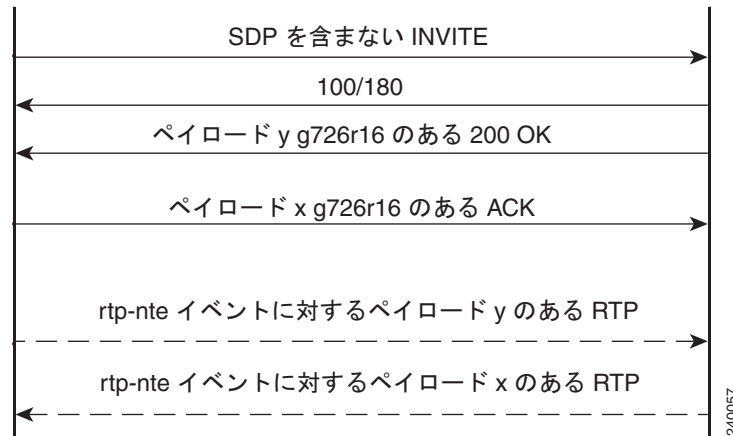 SDP を含まない INVITE
100/180
ペイロード y g726r16 のある 200 OK
ペイロード x g726r16 のある ACK
rtp-nte イベントに対するペイロード y のある RTP
rtp-nte イベントに対するペイロード x のある RTP
240057